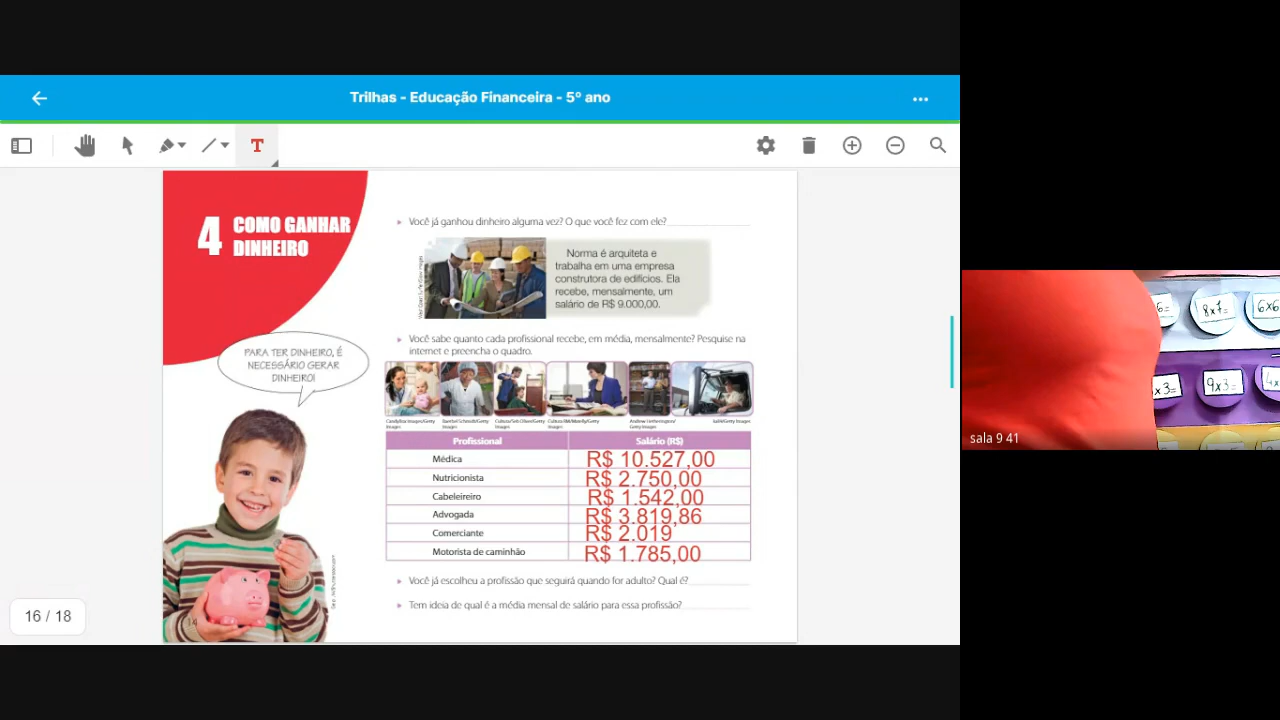 Trilhas - Educação Financeira - 5º ano
T
4 COMO GANHAR
DINHEIRO
PARA TER DINHEIRO, É
NECESSÁRIO GERAR
DINHEIRO!
Você já ganhou dinheiro alguma vez? O que você fez com ele?
Norma é arquiteta e
trabalha em uma empresa
construtora de edifícios. Ela
recebe, mensalmente, um
salário de R$ 9.000,00.
Você sabe quanto cada profissional recebe, em média, mensalmente? Pesquise na
internet e preencha o quadro.
Profissional Salário (R$)
Médica R$ 10.527,00
Nutricionista R$ 2.750,00
Cabeleireiro R$ 1.542,00
Advogada R$ 3.819,86
Comerciante R$ 2.019
Motorista de caminhão R$ 1.785,00
Você já escolheu a profissão que seguirá quando for adulto? Qual é?
Tem ideia de qual é a média mensal de salário para essa profissão?
14
16 / 18
8x7=
6x6
x3=
9x3=
sala 9 41